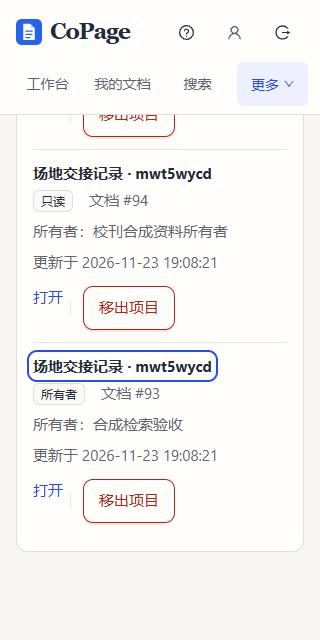 CoPage
工作台
我的文档
搜索
更多
移出项目
场地交接记录 · mwt5wycd
只读
文档 #94
所有者：校刊合成资料所有者
更新于 2026-11-23 19:08:21
打开
移出项目
场地交接记录 · mwt5wycd
所有者
文档 #93
所有者：合成检索验收
更新于 2026-11-23 19:08:21
打开
移出项目